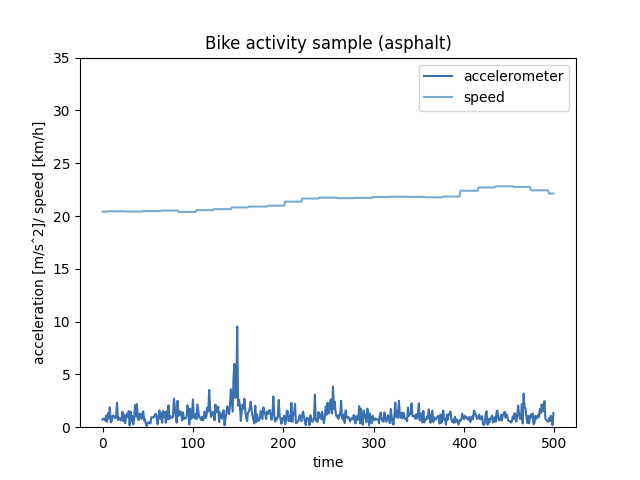 Bike activity sample (asphalt)
accelerometer
speed
acceleration [m/sˆ2]/ speed [km/h]
35
30
25
20
15
10
5
0
0 100 200 300 400 500
time